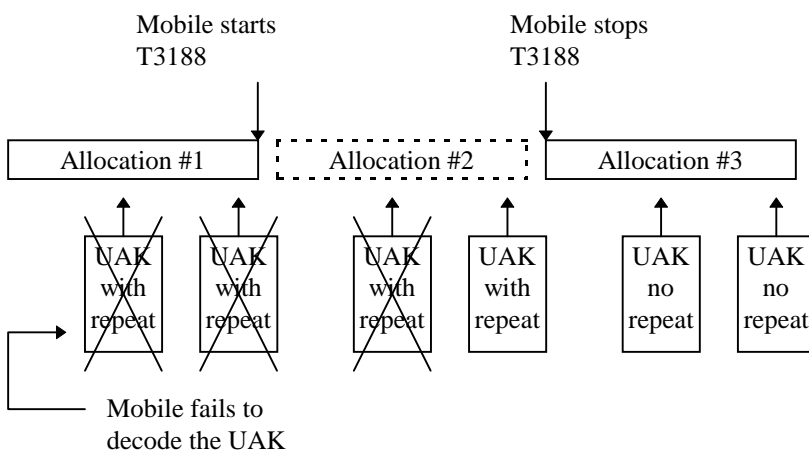 Mobile starts
T3188
Mobile stops
T3188
Allocation #1
Allocation #2
Allocation #3
UAK
with
repeat
UAK
with
repeat
UAK
with
repeat
UAK
with
repeat
UAK
no
repeat
UAK
no
repeat
Mobile fails to
decode the UAK